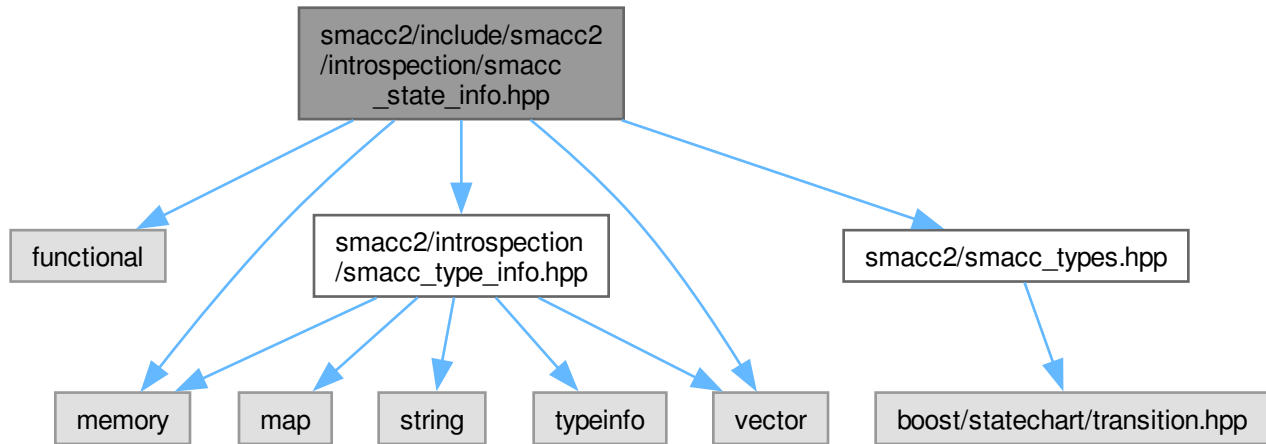 smacc2/include/smacc2
/introspection/smacc
_state_info.hpp
functional
smacc2/introspection
/smacc_type_info.hpp
smacc2/smacc_types.hpp
memory
map
string
typeinfo
vector
boost/statechart/transition.hpp